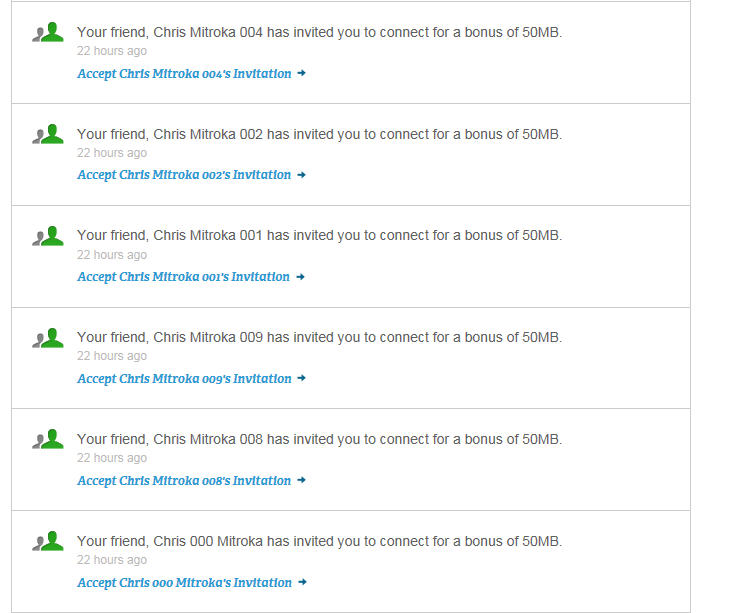 Your friend, Chris Mitroka 004 has invited you to connect for a bonus of 50MB.
22 hours ago
Accept Chris Mitroka 004's Invitation →
Your friend, Chris Mitroka 002 has invited you to connect for a bonus of 50MB.
22 hours ago
Accept Chris Mitroka 002's Invitation →
Your friend, Chris Mitroka 001 has invited you to connect for a bonus of 50MB.
22 hours ago
Accept Chris Mitroka 001's Invitation →
Your friend, Chris Mitroka 009 has invited you to connect for a bonus of 50MB.
22 hours ago
Accept Chris Mitroka 009's Invitation →
Your friend, Chris Mitroka 008 has invited you to connect for a bonus of 50MB.
22 hours ago
Accept Chris Mitroka 008's Invitation →
Your friend, Chris 000 Mitroka has invited you to connect for a bonus of 50MB.
22 hours ago
Accept Chris 000 Mitroka's Invitation →